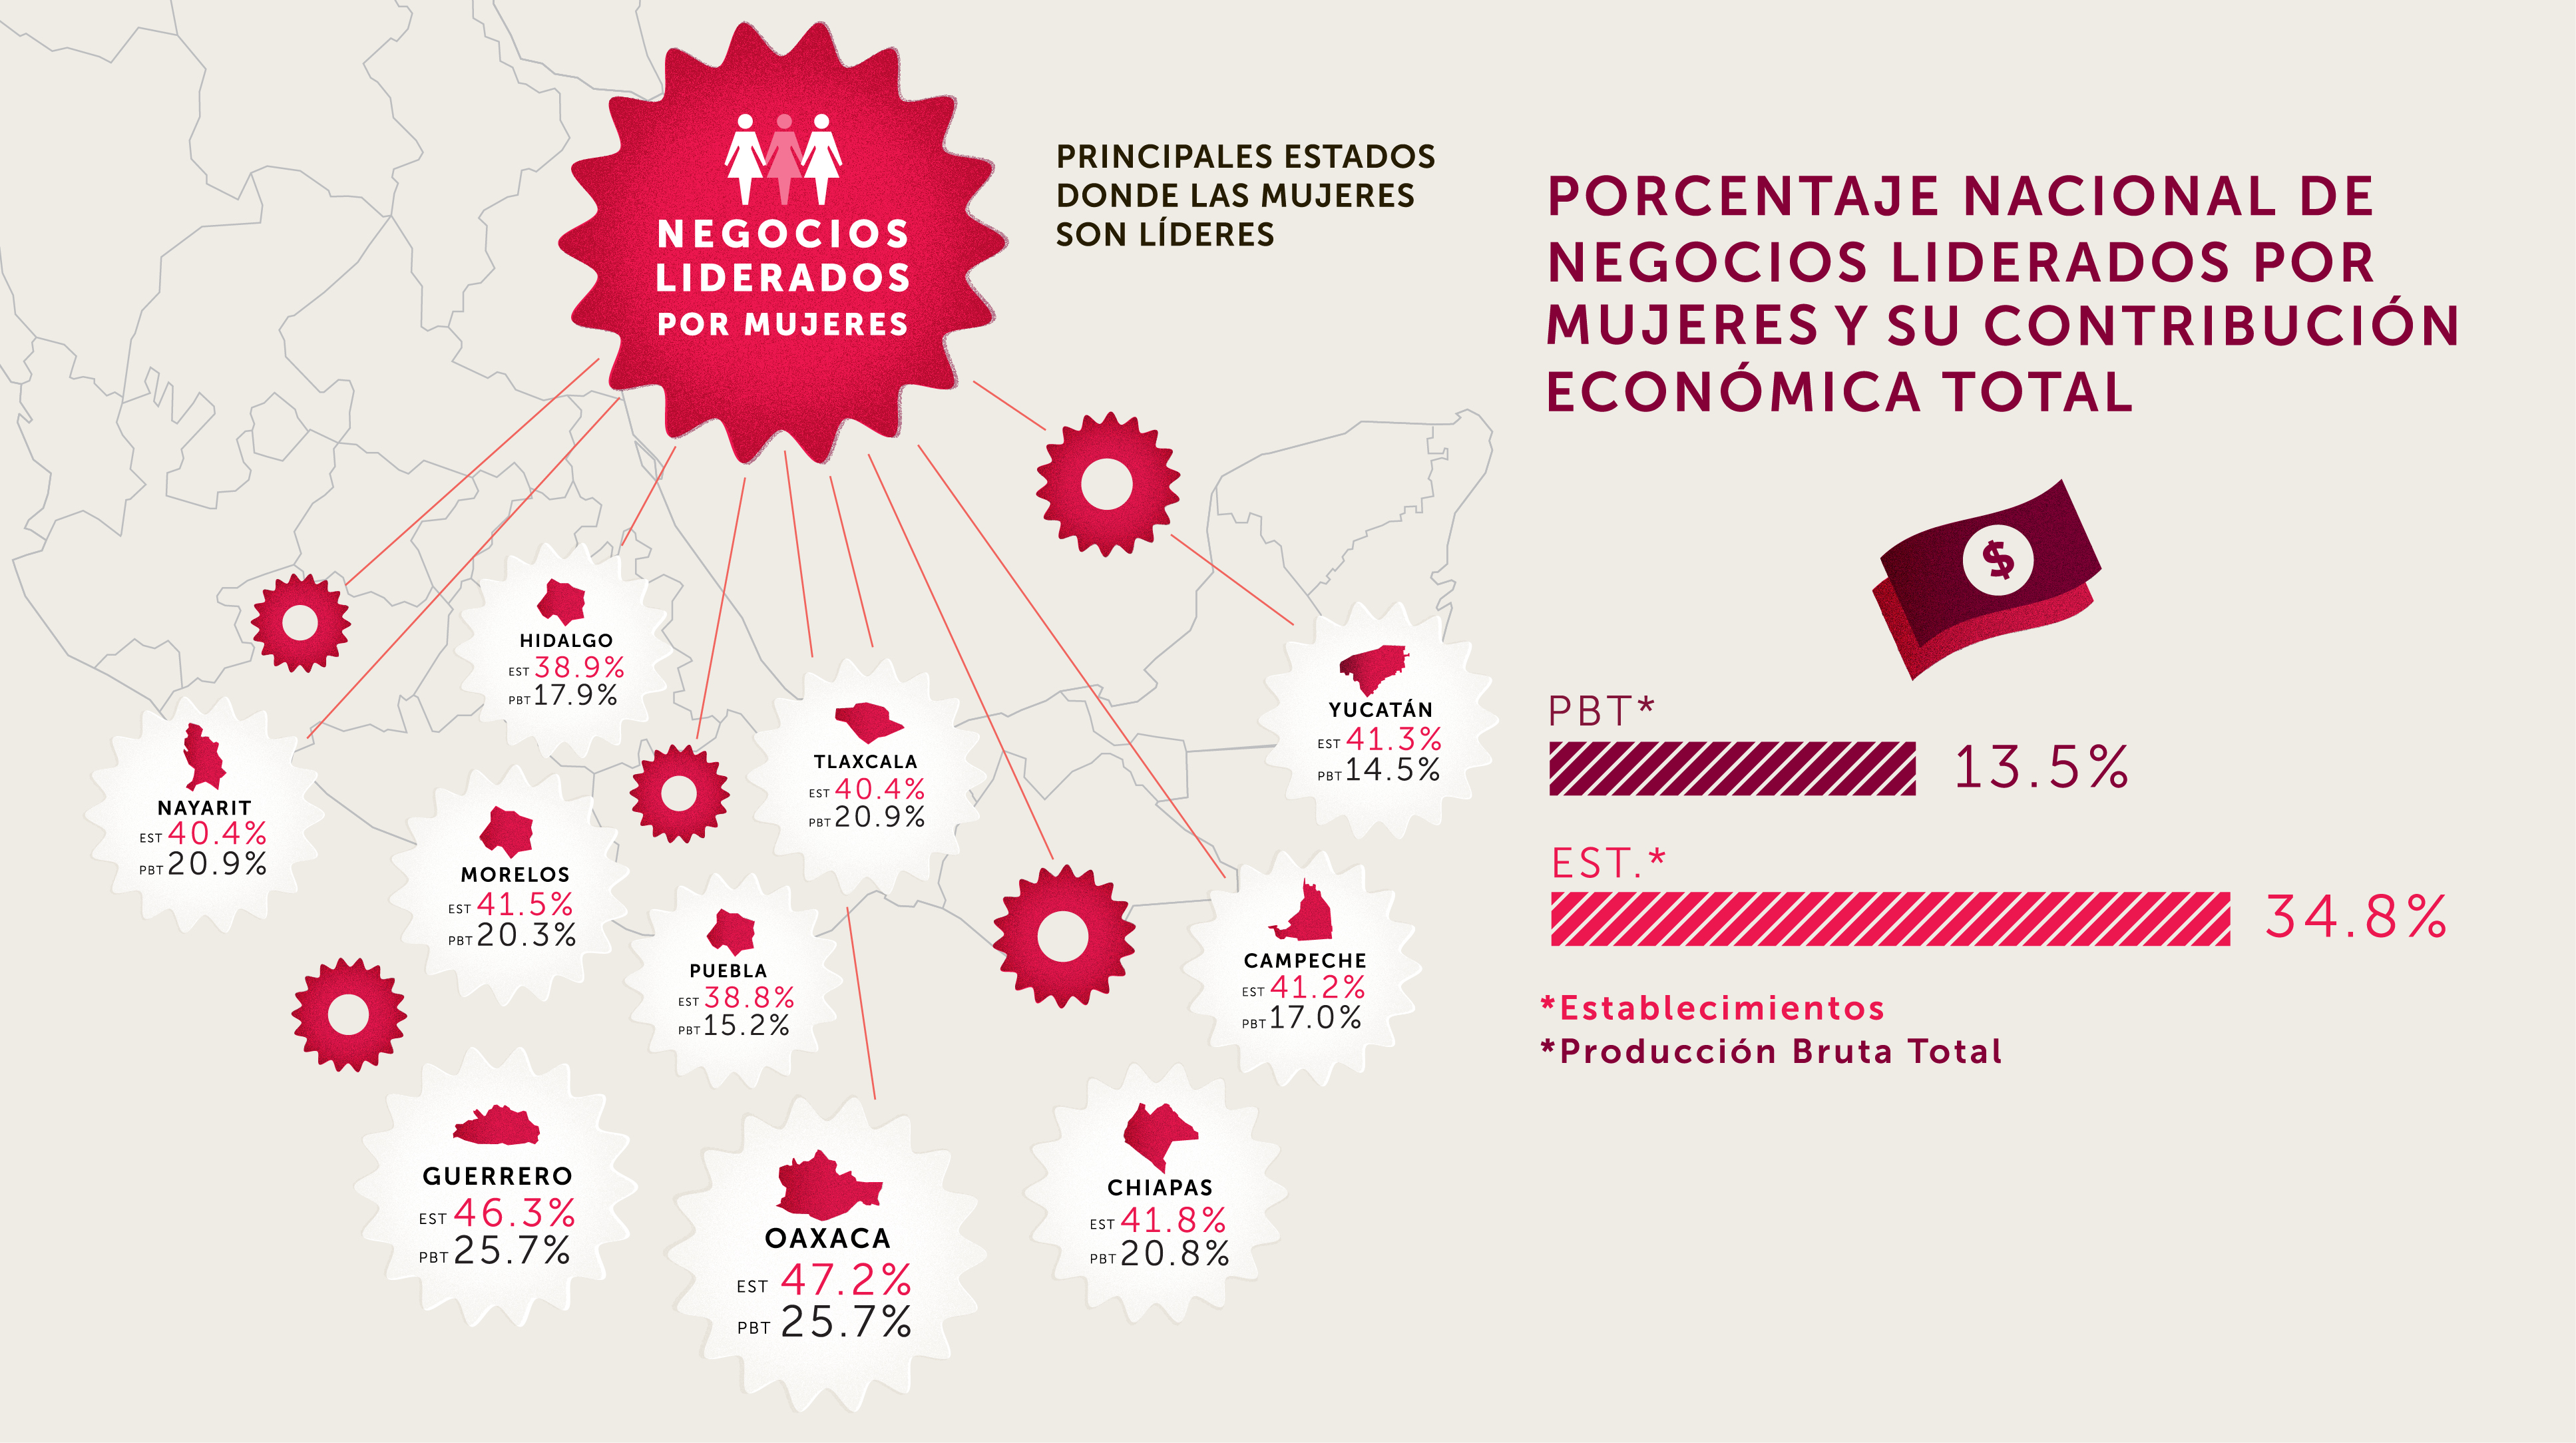 NEGOCIOS
LIDERADOS
POR MUJERES
PRINCIPALES ESTADOS
DONDE LAS MUJERES
SON LÍDERES
HIDALGO
EST 38.9%
PBT 17.9%
NAYARIT
EST 40.4%
PBT 20.9%
MORELOS
EST 41.5%
PBT 20.3%
TLAXCALA
EST 40.4%
PBT 20.9%
YUCATÁN
EST 41.3%
PBT 14.5%
PUEBLA
EST 38.8%
PBT 15.2%
CAMPECHE
EST 41.2%
PBT 17.0%
GUERRERO
EST 46.3%
PBT 25.7%
OAXACA
EST 47.2%
PBT 25.7%
CHIAPAS
EST 41.8%
PBT 20.8%
PORCENTAJE NACIONAL DE
NEGOCIOS LIDERADOS POR
MUJERES Y SU CONTRIBUCIÓN
ECONÓMICA TOTAL
$
PBT*
13.5%
EST.*
34.8%
*Establecimientos
*Producción Bruta Total